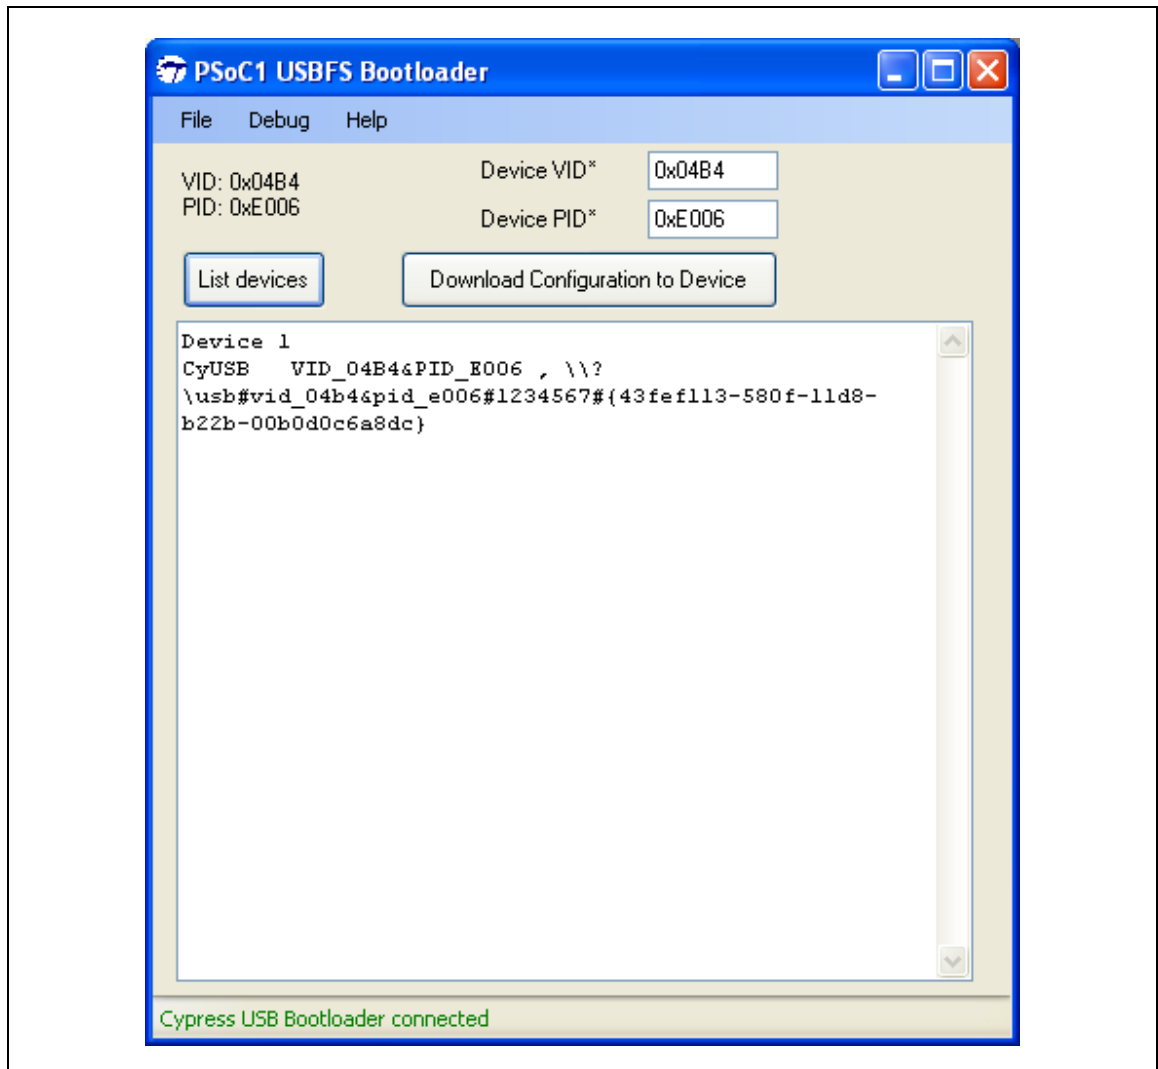 PSoC1 USBFS Bootloader
File Debug Help
VID: 0x04B4
PID: 0xE006
Device VID* 0x04B4
Device PID* 0xE006
List devices Download Configuration to Device
Device 1
CyUSB VID_04B4&PID_E006 , \\?
\usb#vid_04b4&pid_e006#1234567#{43fef113-580f-11d8-
b22b-00b0d0c6a8dc}
Cypress USB Bootloader connected